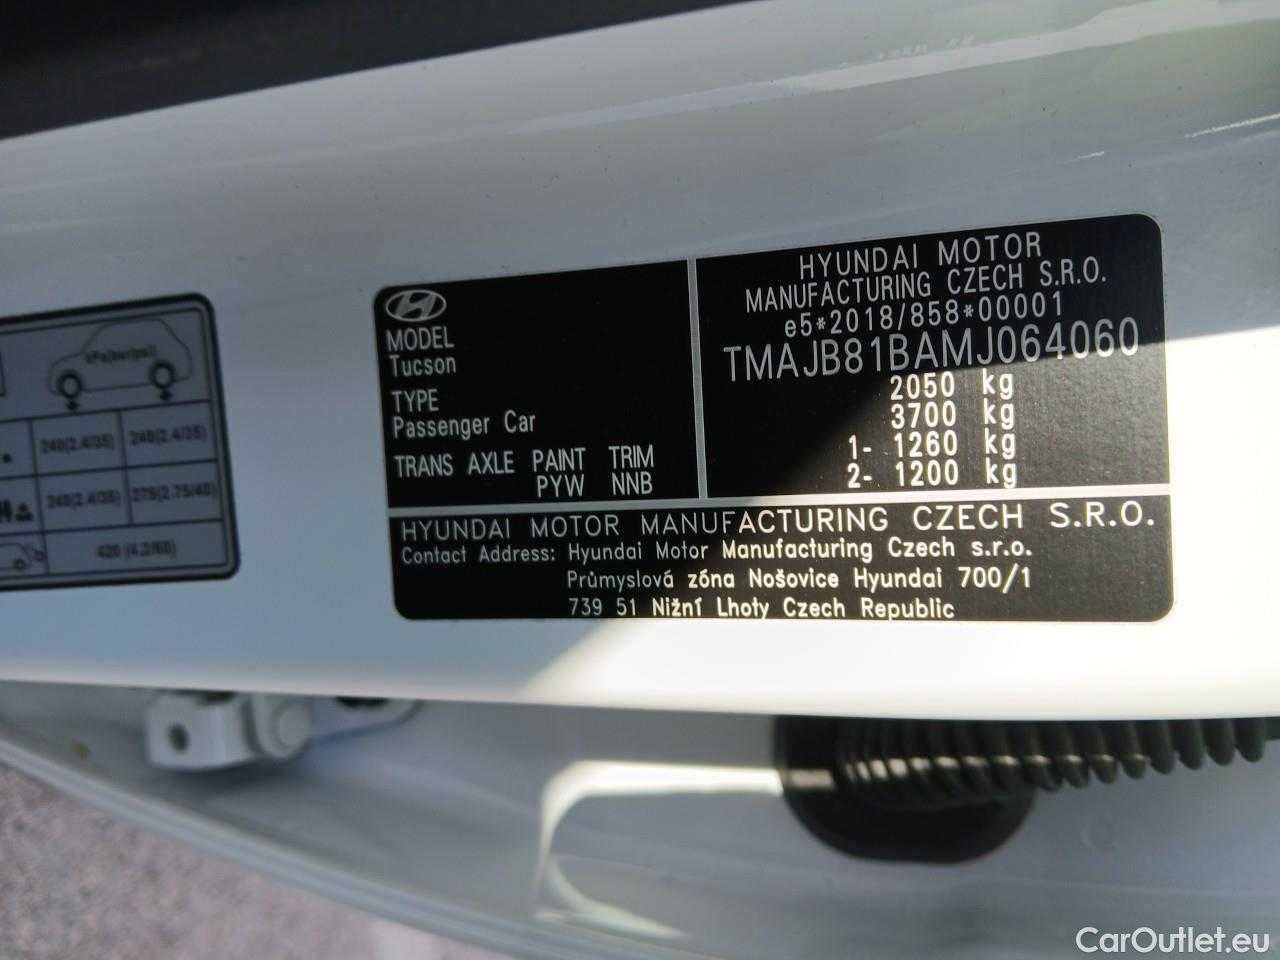 kPa(bar/psi)
240(2.4/35) 240(2.4/35)
240(2.4/35) 275(2.75/40)
420 (4.2/60)
MODEL
Tucson
TYPE
Passenger Car
TRANS AXLE PAINT TRIM
PYW NNB
HYUNDAI MOTOR
MANUFACTURING CZECH S.R.O.
e5*2018/858*00001
TMAJB81BAMJ064060
2050 kg
3700 kg
1- 1260 kg
2- 1200 kg
HYUNDAI MOTOR MANUFACTURING CZECH S.R.O.
Contact Address: Hyundai Motor Manufacturing Czech s.r.o.
Průmyslová zóna Nošovice Hyundai 700/1
739 51 Nižní Lhoty Czech Republic
CarOutlet.eu